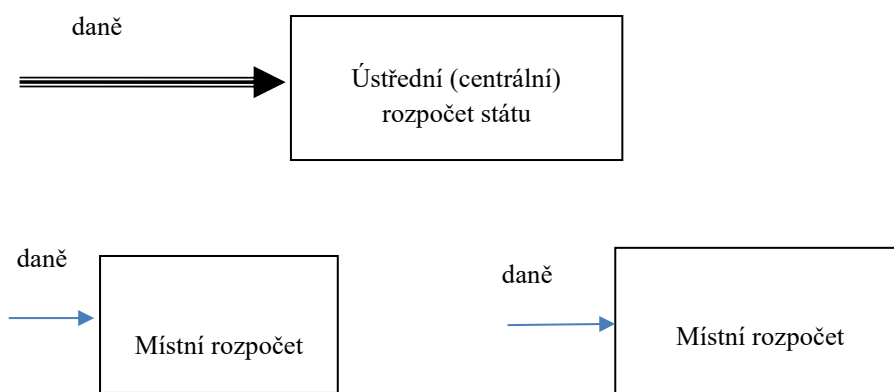 daně
Ústřední (centrální)
rozpočet státu
daně
Místní rozpočet
daně
Místní rozpočet